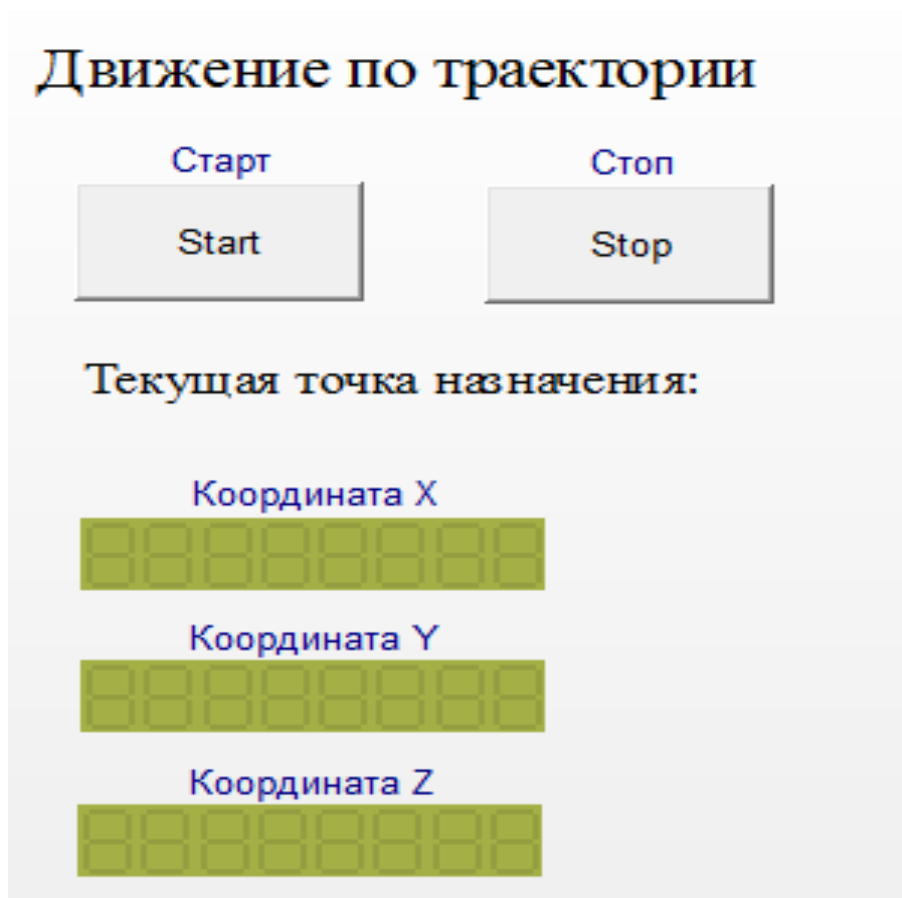 Движение по траектории
Старт
Стоп
Start
Stop
Текущая точка назначения:
Координата X
Координата Y
Координата Z